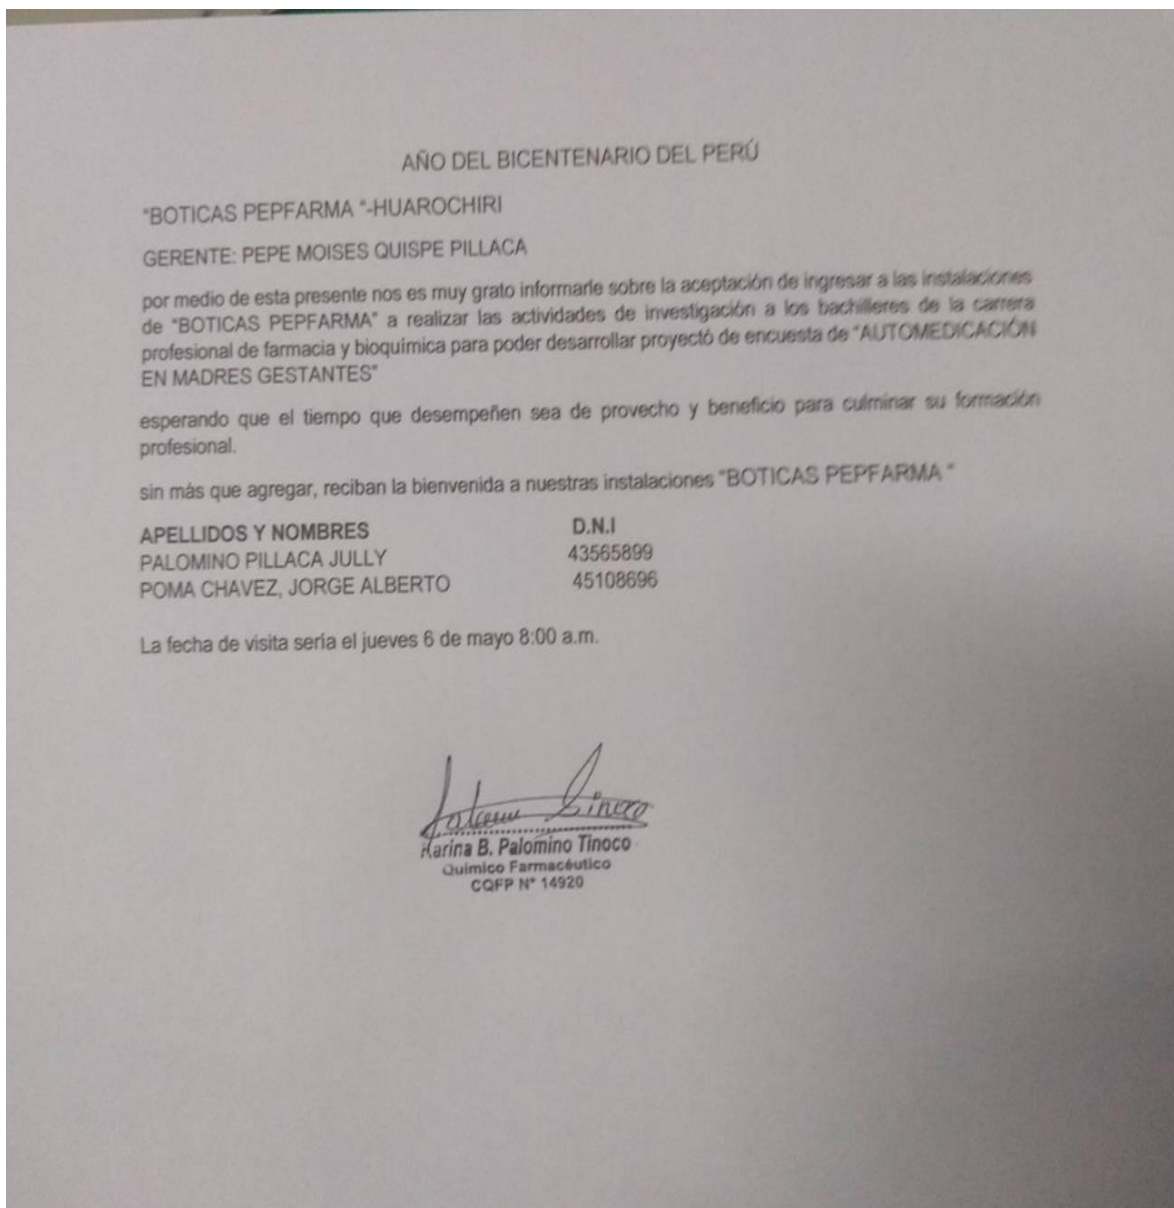 AÑO DEL BICENTENARIO DEL PERÚ
"BOTICAS PEPFARMA "-HUAROCHIRI
GERENTE: PEPE MOISES QUISPE PILLACA
por medio de esta presente nos es muy grato informarle sobre la aceptación de ingresar a las instalaciones
de "BOTICAS PEPFARMA" a realizar las actividades de investigación a los bachilleres de la carrera
profesional de farmacia y bioquímica para poder desarrollar proyectó de encuesta de "AUTOMEDICACIÓN
EN MADRES GESTANTES"
esperando que el tiempo que desempeñen sea de provecho y beneficio para culminar su formación
profesional.
sin más que agregar, reciban la bienvenida a nuestras instalaciones "BOTICAS PEPFARMA "
APELLIDOS Y NOMBRES D.N.I
PALOMINO PILLACA JULLY 43565899
POMA CHAVEZ, JORGE ALBERTO 45108696
La fecha de visita sería el jueves 6 de mayo 8:00 a.m.
Karina B. Palomino Tinoco
Químico Farmacéutico
CQFP N° 14920